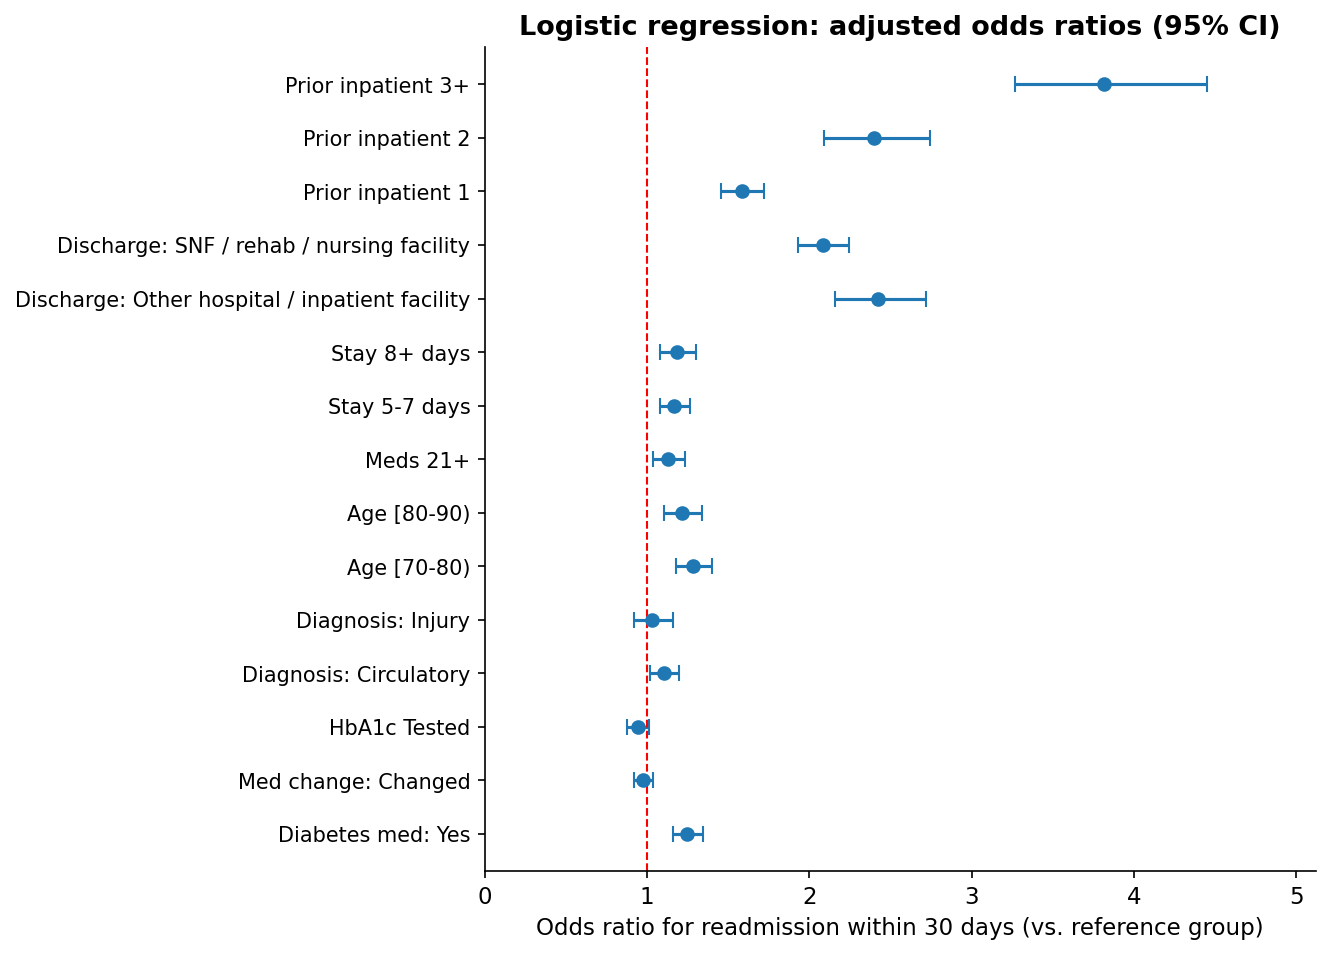 Logistic regression: adjusted odds ratios (95% CI)
Prior inpatient 3+
Prior inpatient 2
Prior inpatient 1
Discharge: SNF / rehab / nursing facility
Discharge: Other hospital / inpatient facility
Stay 8+ days
Stay 5-7 days
Meds 21+
Age [80-90)
Age [70-80)
Diagnosis: Injury
Diagnosis: Circulatory
HbA1c Tested
Med change: Changed
Diabetes med: Yes
0 1 2 3 4 5
Odds ratio for readmission within 30 days (vs. reference group)